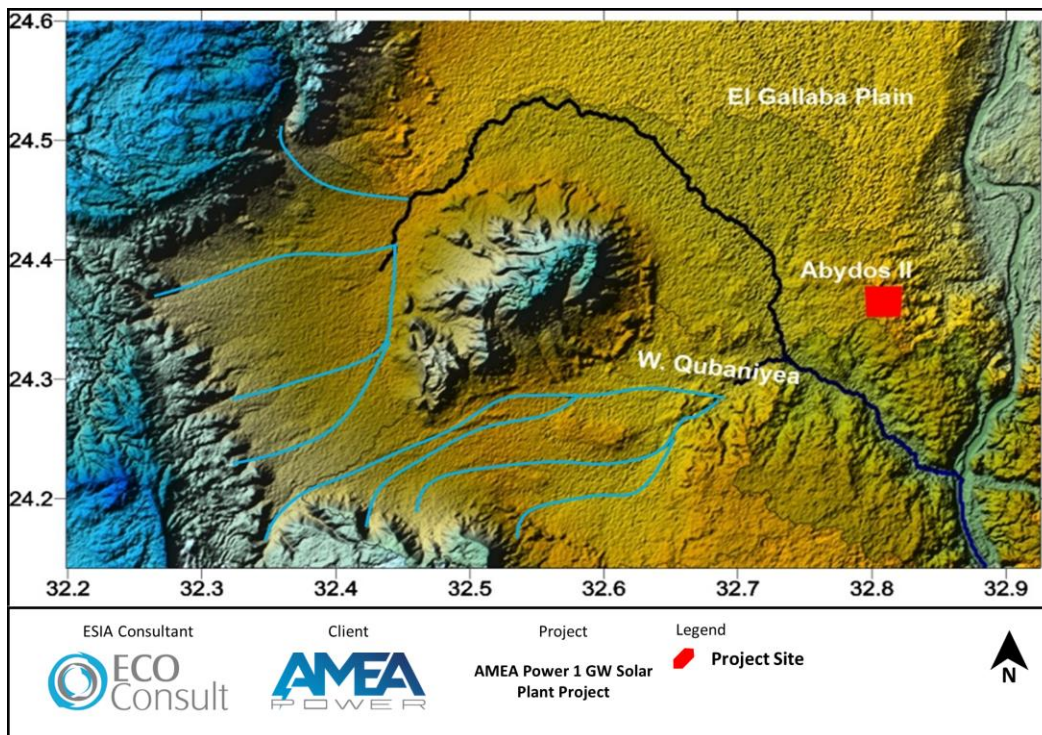 24.6
El Gallaba Plain
24.5
24.4
Abydos II
24.3
W. Qubaniyea
24.2
32.2 32.3 32.4 32.5 32.6 32.7 32.8 32.9
ESIA Consultant
ECO
Consult
Client
AMEA
POWER
Project
AMEA Power 1 GW Solar
Plant Project
Legend
Project Site
N